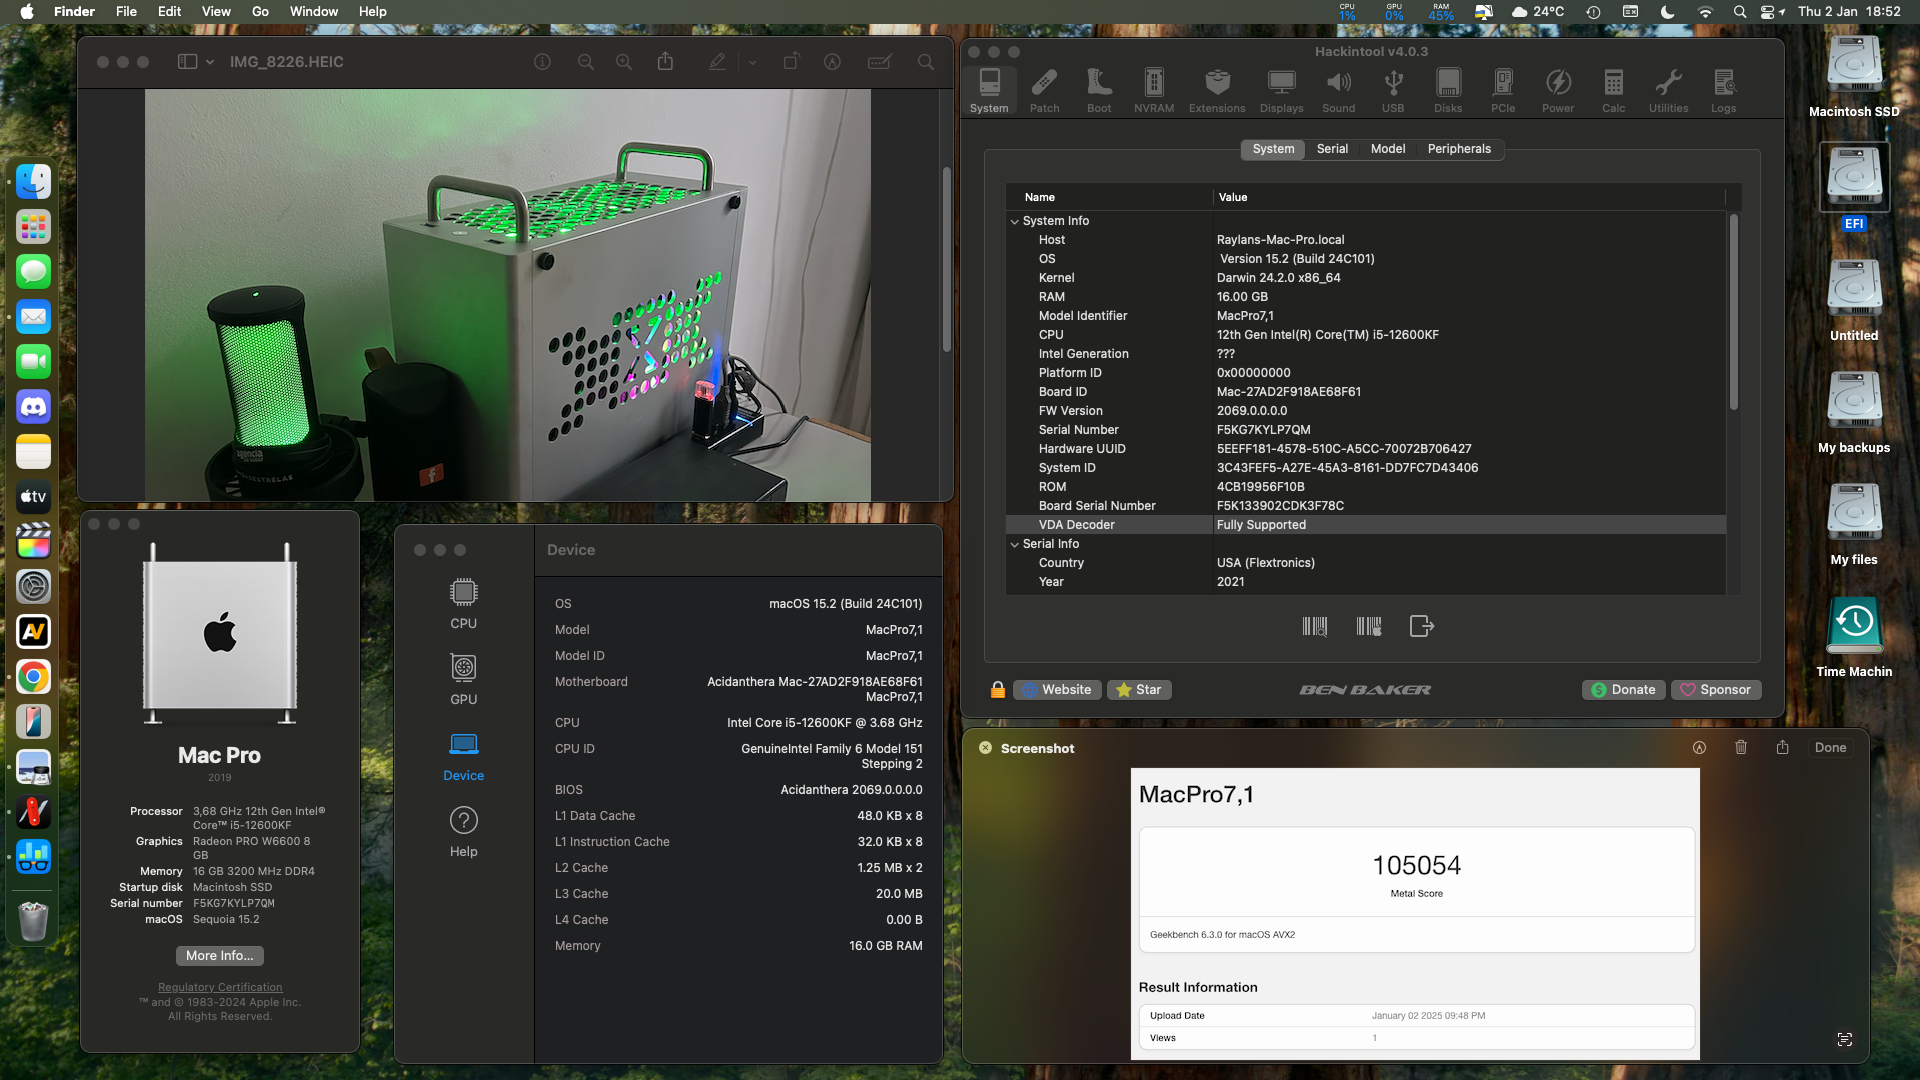 Finder File Edit View Go Window Help
CPU 1% GPU 0% RAM 45% 24°C Thu 2 Jan 18:52
IMG_8226.HEIC
agência
5 ESTRELAS
tv
Mac Pro
2019
Processor 3,68 GHz 12th Gen Intel®
Core™ i5-12600KF
Graphics Radeon PRO W6600 8
GB
Memory 16 GB 3200 MHz DDR4
Startup disk Macintosh SSD
Serial number F5KG7KYLP7QM
macOS Sequoia 15.2
More Info...
Regulatory Certification
™ and © 1983-2024 Apple Inc.
All Rights Reserved.
CPU
GPU
Device
Help
Device
OS macOS 15.2 (Build 24C101)
Model MacPro7,1
Model ID MacPro7,1
Motherboard Acidanthera Mac-27AD2F918AE68F61
MacPro7,1
CPU Intel Core i5-12600KF @ 3.68 GHz
CPU ID GenuineIntel Family 6 Model 151
Stepping 2
BIOS Acidanthera 2069.0.0.0.0
L1 Data Cache 48.0 KB x 8
L1 Instruction Cache 32.0 KB x 8
L2 Cache 1.25 MB x 2
L3 Cache 20.0 MB
L4 Cache 0.00 B
Memory 16.0 GB RAM
Hackintool v4.0.3
System Patch Boot NVRAM Extensions Displays Sound USB Disks PCIe Power Calc Utilities Logs
System Serial Model Peripherals
Name Value
System Info
Host Raylans-Mac-Pro.local
OS Version 15.2 (Build 24C101)
Kernel Darwin 24.2.0 x86_64
RAM 16.00 GB
Model Identifier MacPro7,1
CPU 12th Gen Intel(R) Core(TM) i5-12600KF
Intel Generation ???
Platform ID 0x00000000
Board ID Mac-27AD2F918AE68F61
FW Version 2069.0.0.0.0
Serial Number F5KG7KYLP7QM
Hardware UUID 5EEFF181-4578-510C-A5CC-70072B706427
System ID 3C43FEF5-A27E-45A3-8161-DD7FC7D43406
ROM 4CB19956F10B
Board Serial Number F5K133902CDK3F78C
VDA Decoder Fully Supported
Serial Info
Country USA (Flextronics)
Year 2021
Website Star BEN BAKER Donate Sponsor
Screenshot Done
MacPro7,1
105054
Metal Score
Geekbench 6.3.0 for macOS AVX2
Result Information
Upload Date January 02 2025 09:48 PM
Views 1
Macintosh SSD
EFI
Untitled
My backups
My files
Time Machin